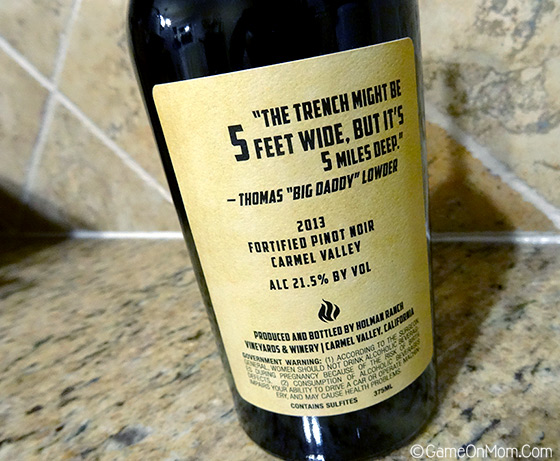 "THE TRENCH MIGHT BE
5 FEET WIDE, BUT IT'S
5 MILES DEEP."
– THOMAS "BIG DADDY" LOWDER
2013
FORTIFIED PINOT NOIR
CARMEL VALLEY
ALC 21.5% BY VOL
PRODUCED AND BOTTLED BY HOLMAN RANCH
VINEYARDS & WINERY | CARMEL VALLEY, CALIFORNIA
GOVERNMENT WARNING: (1) ACCORDING TO THE SURGEON
GENERAL, WOMEN SHOULD NOT DRINK ALCOHOLIC BEVERAG-
ES DURING PREGNANCY BECAUSE OF THE RISK OF BIRTH
DEFECTS. (2) CONSUMPTION OF ALCOHOLIC BEVERAGES
IMPAIRS YOUR ABILITY TO DRIVE A CAR OR OPERATE MACHIN-
ERY, AND MAY CAUSE HEALTH PROBLEMS.
CONTAINS SULFITES 375ML
©GameOnMom.Com